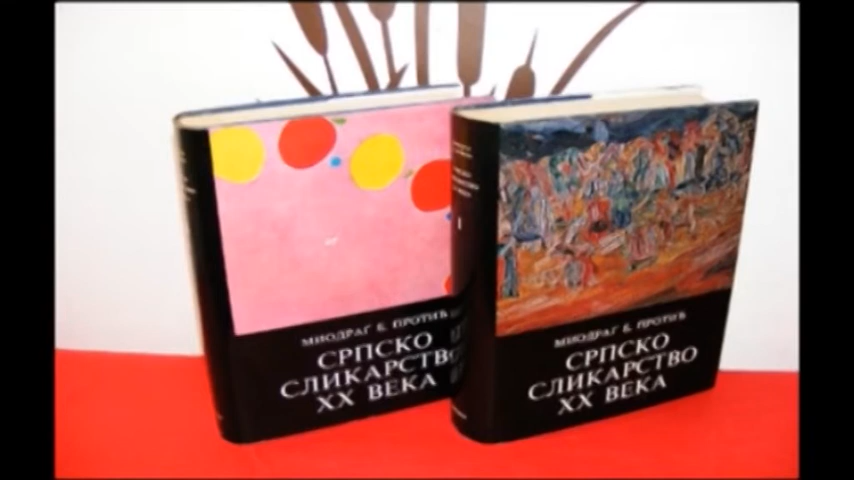 МИОДРАГ Б. ПРОТИЋ
СРПСКО
СЛИКАРСТВО
XX ВЕКА
I
МИОДРАГ Б. ПРОТИЋ
СРПСКО
СЛИКАРСТВО
XX ВЕКА